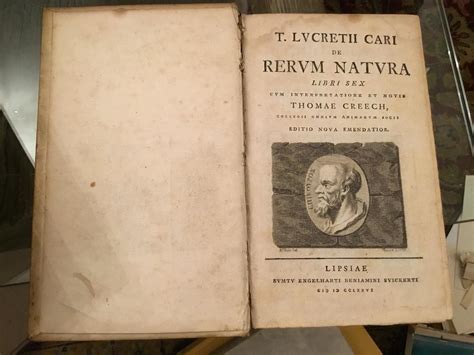 T. LVCRETII CARI
DE
RERVM NATVRA
LIBRI SEX
CVM INTERPRETATIONE ET NOTIS
THOMAE CREECH,
COLLEGII OMNIVM ANIMARVM SOCII
EDITIO NOVA EMENDATIOR.
LIPSIAE
SVMTV ENGELHARTI BENIAMINI SVICKERTI